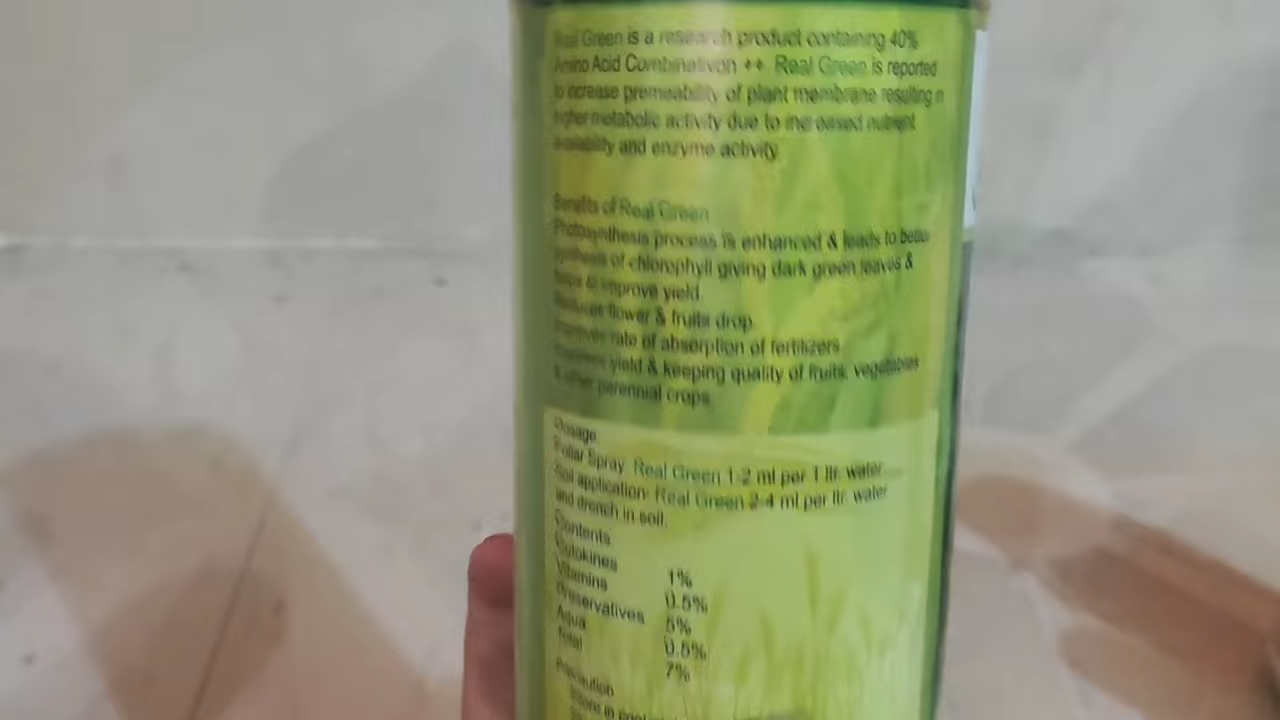 Real Green is a research product containing 40%
Amino Acid Combinativon ++ Real Green is reported
to increase premeability of plant membrane resulting in
higher metabolic activity due to increased nutrient
availability and enzyme activity
Benefits of Real Green
Photosynthesis process is enhanced & leads to better
synthesis of chlorophyll giving dark green leaves &
helps to improve yield
Reduces flower & fruits drop.
Improves rate of absorption of fertilizers
yield & keeping quality of fruits, vegetables
& other perennial crops.
Dosage
Foliar Spray: Real Green 1-2 ml per 1 ltr. water
Soil application: Real Green 2-4 ml per ltr. water
and drench in soil.
Contents
Cytokines 1%
Vitamins 0.5%
Preservatives 5%
Aqua 0.5%
Total 7%
Precaution
Store in cool